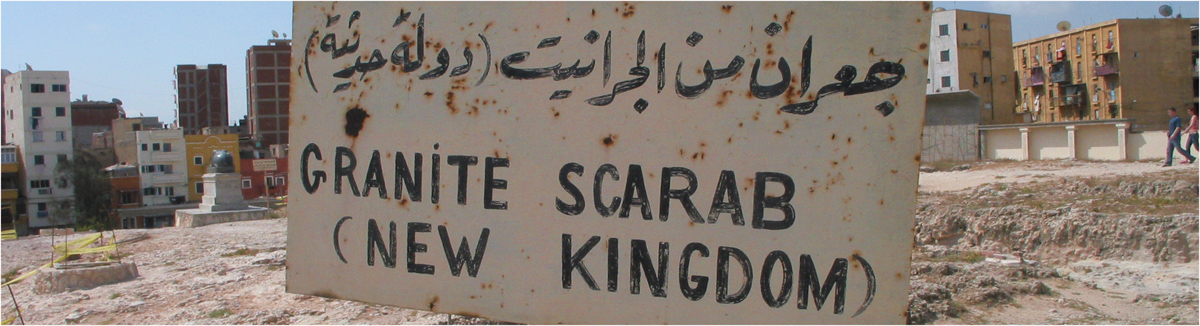 جعران من الجرانيت (دولة حديثة)
GRANITE SCARAB
(NEW KINGDOM)